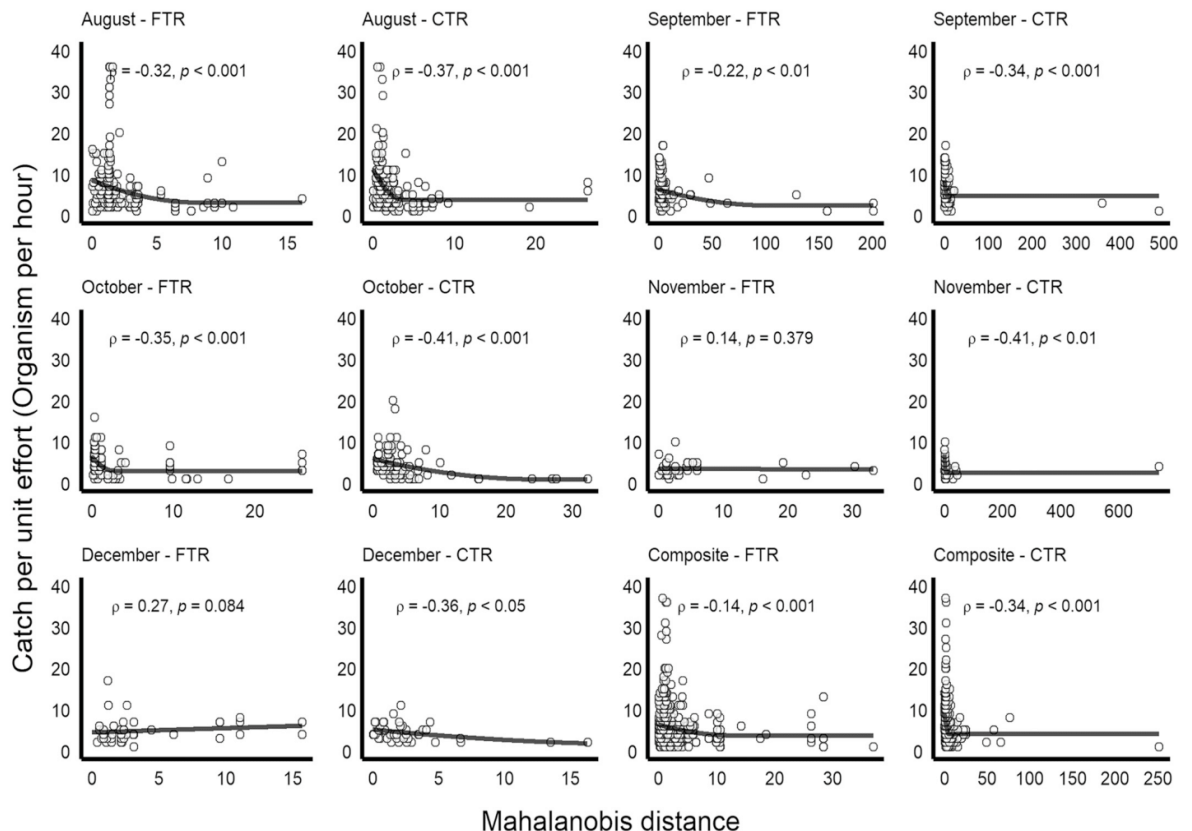 August - FTR
August - CTR
September - FTR
September - CTR
40
30
20
10
0
ρ = -0.32, p < 0.001
0 5 10 15
40
30
20
10
0
ρ = -0.37, p < 0.001
0 10 20
40
30
20
10
0
ρ = -0.22, p < 0.01
0 50 100 150 200
40
30
20
10
0
ρ = -0.34, p < 0.001
0 100 200 300 400 500
Catch per unit effort (Organism per hour)
October - FTR
October - CTR
November - FTR
November - CTR
40
30
20
10
0
ρ = -0.35, p < 0.001
0 10 20
40
30
20
10
0
ρ = -0.41, p < 0.001
0 10 20 30
40
30
20
10
0
ρ = 0.14, p = 0.379
0 10 20 30
40
30
20
10
0
ρ = -0.41, p < 0.01
0 200 400 600
December - FTR
December - CTR
Composite - FTR
Composite - CTR
40
30
20
10
0
ρ = 0.27, p = 0.084
0 5 10 15
40
30
20
10
0
ρ = -0.36, p < 0.05
0 5 10 15
40
30
20
10
0
ρ = -0.14, p < 0.001
0 10 20 30
40
30
20
10
0
ρ = -0.34, p < 0.001
0 50 100 150 200 250
Mahalanobis distance